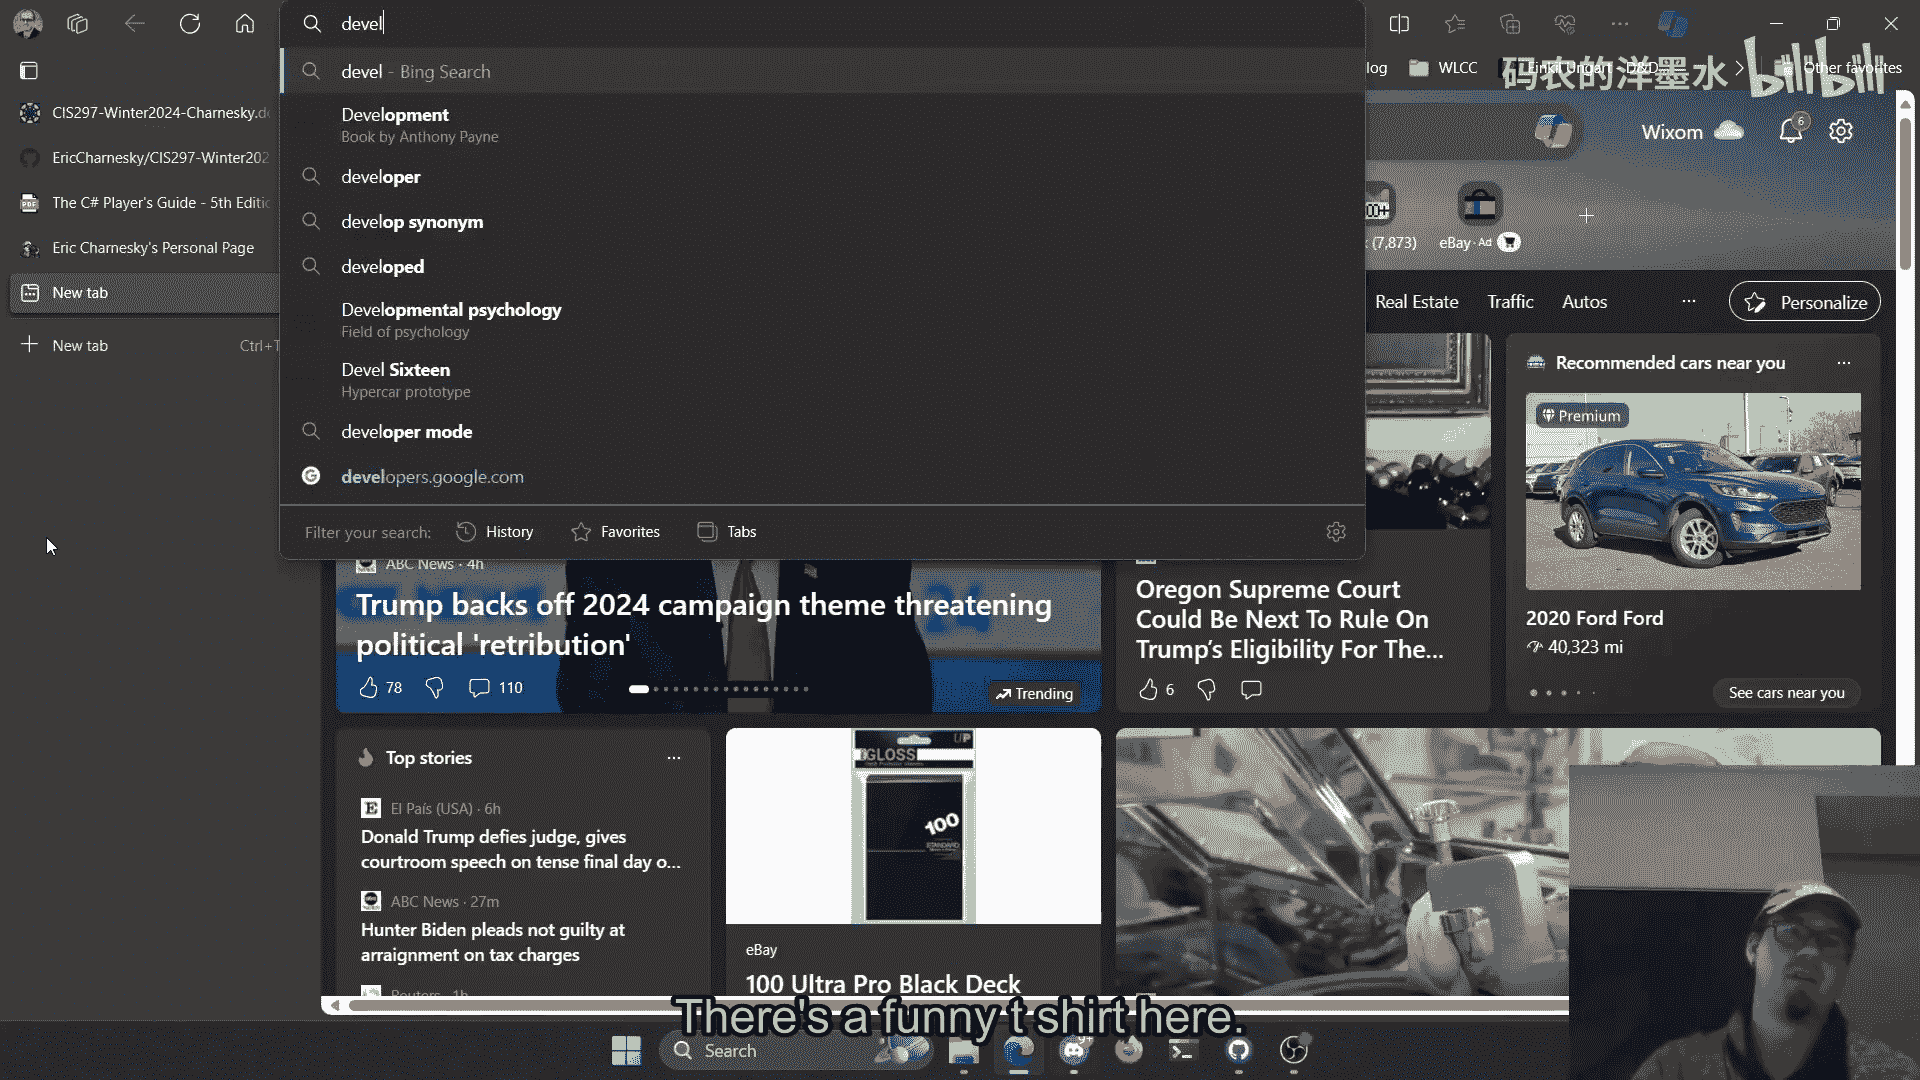 devel
devel - Bing Search
Development
Book by Anthony Payne
developer
develop synonym
developed
Developmental psychology
Field of psychology
Devel Sixteen
Hypercar prototype
developer mode
developers.google.com
Filter your search:
History
Favorites
Tabs
CIS297-Winter2024-Charnesky.d
EricCharnesky/CIS297-Winter202
The C# Player's Guide - 5th Editi
Eric Charnesky's Personal Page
New tab
New tab
Ctrl+T
log
WLCC
Other favorites
码农的洋墨水
bilibili
Wixom
6
(7,873)
eBay · Ad
Real Estate
Traffic
Autos
Personalize
ABC News · 4h
Trump backs off 2024 campaign theme threatening
political 'retribution'
78
110
Trending
Oregon Supreme Court
Could Be Next To Rule On
Trump's Eligibility For The...
6
Recommended cars near you
Premium
2020 Ford Ford
40,323 mi
See cars near you
Top stories
El País (USA) · 6h
Donald Trump defies judge, gives
courtroom speech on tense final day o...
ABC News · 27m
Hunter Biden pleads not guilty at
arraignment on tax charges
Reuters · 1h
UP
GLOSS
100
STANDARD
eBay
100 Ultra Pro Black Deck
There's a funny t shirt here.
Search